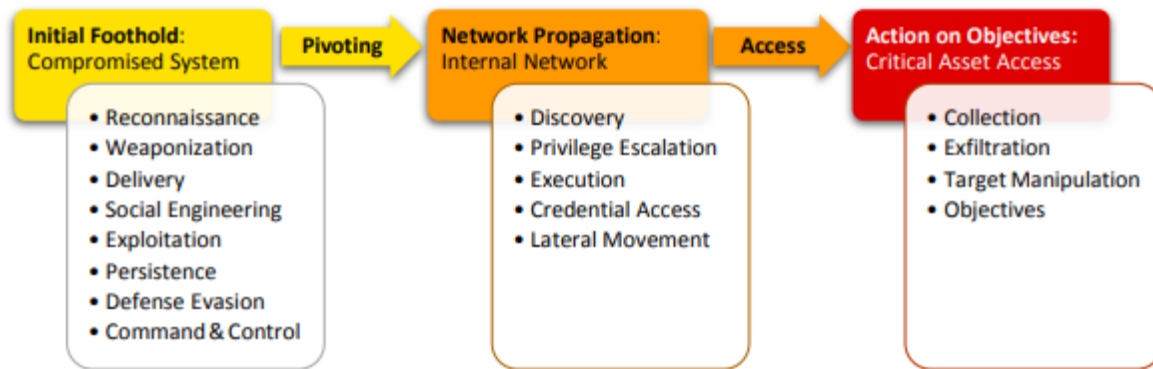 Initial Foothold:
Compromised System
• Reconnaissance
• Weaponization
• Delivery
• Social Engineering
• Exploitation
• Persistence
• Defense Evasion
• Command & Control
Pivoting
Network Propagation:
Internal Network
• Discovery
• Privilege Escalation
• Execution
• Credential Access
• Lateral Movement
Access
Action on Objectives:
Critical Asset Access
• Collection
• Exfiltration
• Target Manipulation
• Objectives